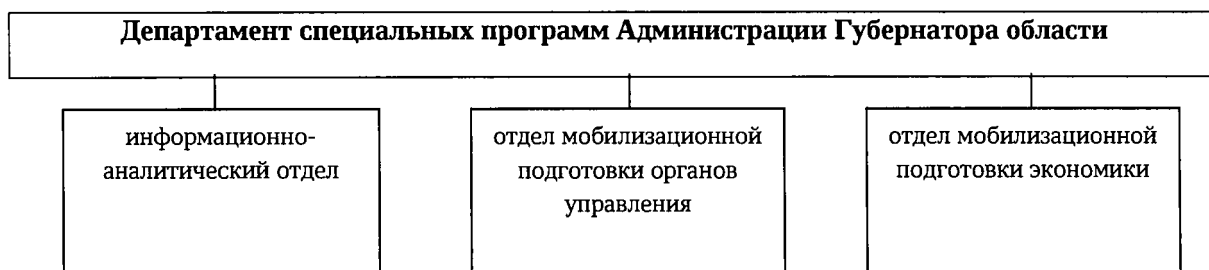 Департамент специальных программ Администрации Губернатора области
информационно-
аналитический отдел
отдел мобилизационной
подготовки органов
управления
отдел мобилизационной
подготовки экономики